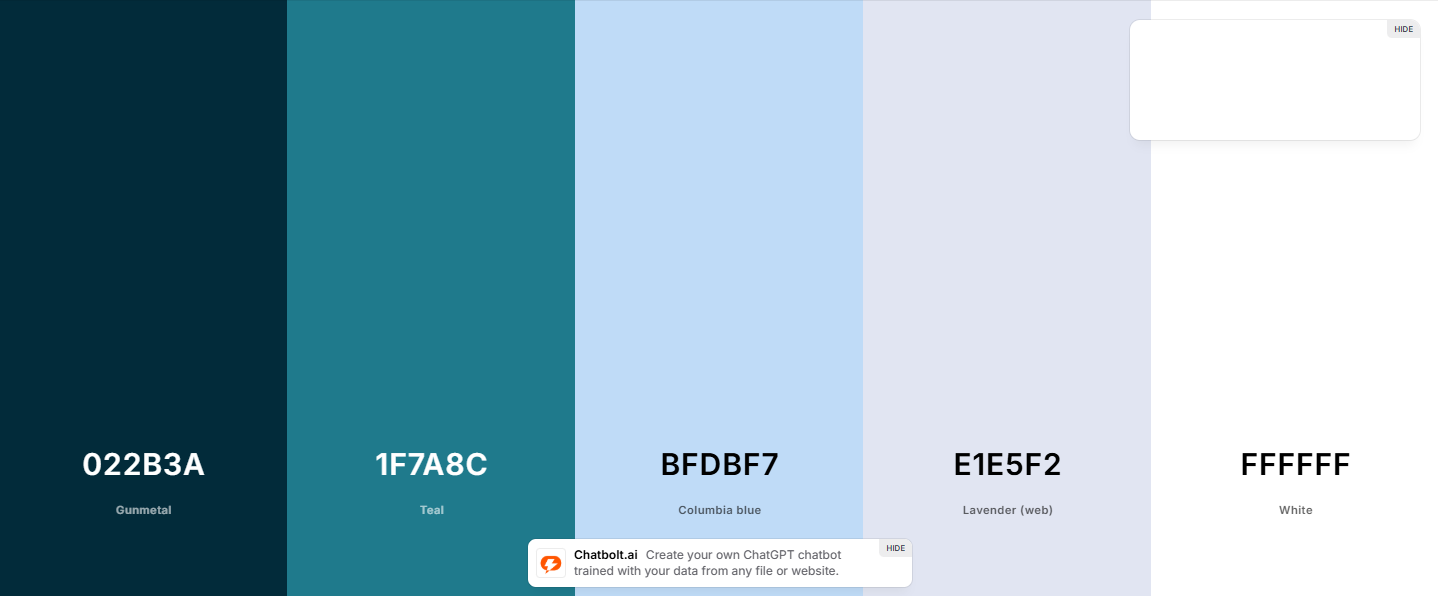 HIDE
022B3A
1F7A8C
BFDBF7
E1E5F2
FFFFFF
Gunmetal
Teal
Columbia blue
Lavender (web)
White
Chatbolt.ai Create your own ChatGPT chatbot
trained with your data from any file or website.
HIDE